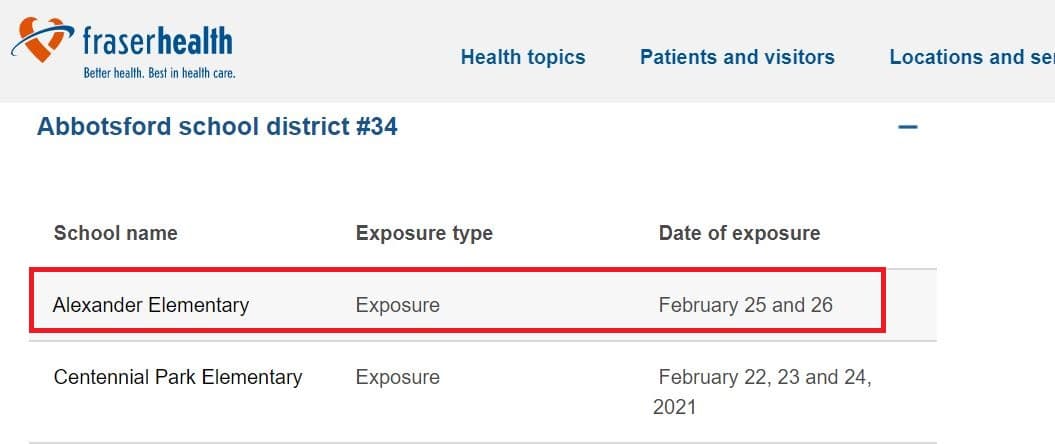 fraserhealth
Better health. Best in health care.
Health topics
Patients and visitors
Locations and se
Abbotsford school district #34
School name
Exposure type
Date of exposure
Alexander Elementary
Exposure
February 25 and 26
Centennial Park Elementary
Exposure
February 22, 23 and 24,
2021